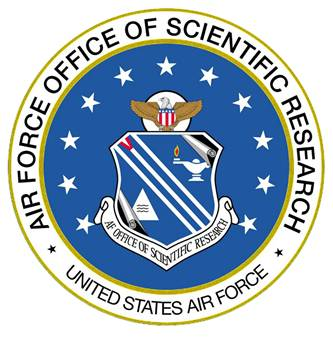 AIR FORCE OFFICE OF SCIENTIFIC RESEARCH
AF OFFICE OF SCIENTIFIC RESEARCH
UNITED STATES AIR FORCE